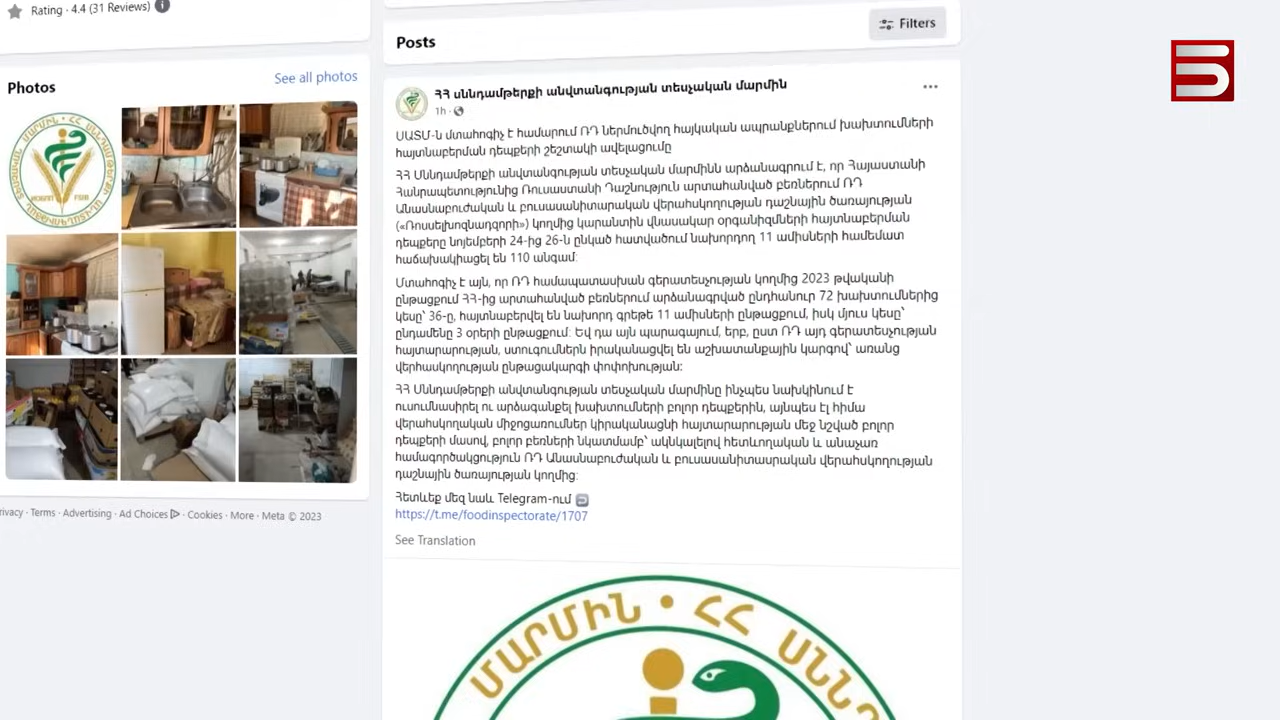 Rating · 4.4 (31 Reviews)
Photos
See all photos
rivacy · Terms · Advertising · Ad Choices · Cookies · More · Meta © 2023
Posts
Filters
ՀՀ սննդամթերքի անվտանգության տեսչական մարմին
1h ·
ՍԱՏՄ-ն մտահոգիչ է համարում ՌԴ ներմուծվող հայկական ապրանքներում խախտումների
հայտնաբերման դեպքերի շեշտակի ավելացումը
ՀՀ Սննդամթերքի անվտանգության տեսչական մարմինն արձանագրում է, որ Հայաստանի
Հանրապետությունից Ռուսաստանի Դաշնություն արտահանված բեռներում ՌԴ
Անասնաբուժական և բուսասանիտարական վերահսկողության դաշնային ծառայության
(«Ռոսսելխոզնադզորի») կողմից կարանտին վնասակար օրգանիզմների հայտնաբերման
դեպքերը նոյեմբերի 24-ից 26-ն ընկած հատվածում նախորդող 11 ամիսների համեմատ
հաճախակիացել են 110 անգամ:
Մտահոգիչ է այն, որ ՌԴ համապատասխան գերատեսչության կողմից 2023 թվականի
ընթացքում ՀՀ-ից արտահանված բեռներում արձանագրված ընդհանուր 72 խախտումներից
կեսը՝ 36-ը, հայտնաբերվել են նախորդ գրեթե 11 ամիսների ընթացքում, իսկ մյուս կեսը՝
ընդամենը 3 օրերի ընթացքում: Եվ դա այն պարագայում, երբ, ըստ ՌԴ այդ գերատեսչության
հայտարարության, ստուգումներն իրականացվել են աշխատանքային կարգով՝ առանց
վերհասկողության ընթացակարգի փոփոխության:
ՀՀ Սննդամթերքի անվտանգության տեսչական մարմինը ինչպես նախկինում է
ուսումնասիրել ու արձագանքել խախտումների բոլոր դեպքերին, այնպես էլ հիմա
վերահսկողական միջոցառումներ կիրականացնի հայտարարության մեջ նշված բոլոր
դեպքերի մասով, բոլոր բեռների նկատմամբ՝ ակնկալելով հետևողական և անաչառ
համագործակցություն ՌԴ Անասնաբուժական և բուսասանիտասրական վերահսկողության
դաշնային ծառայության կողմից:
Հետևեք մեզ նաև Telegram-ում
https://t.me/foodinspectorate/1707
See Translation
ՄԱՐՄԻՆ • ՀՀ ՍՆՆԴ